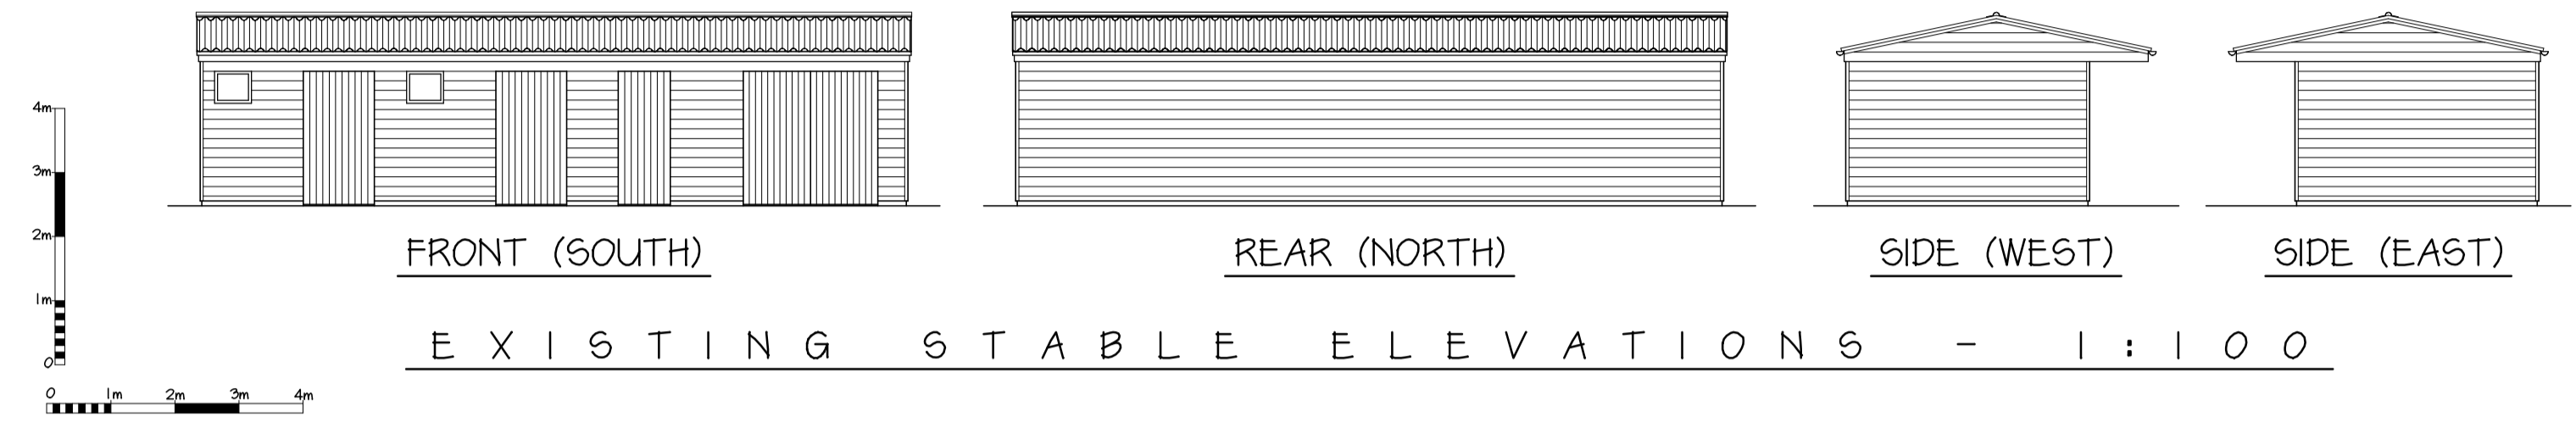 4m
3m
2m
1m
0
0 1m 2m 3m 4m
FRONT (SOUTH)
REAR (NORTH)
SIDE (WEST)
SIDE (EAST)
EXISTING STABLE ELEVATIONS - 1:100